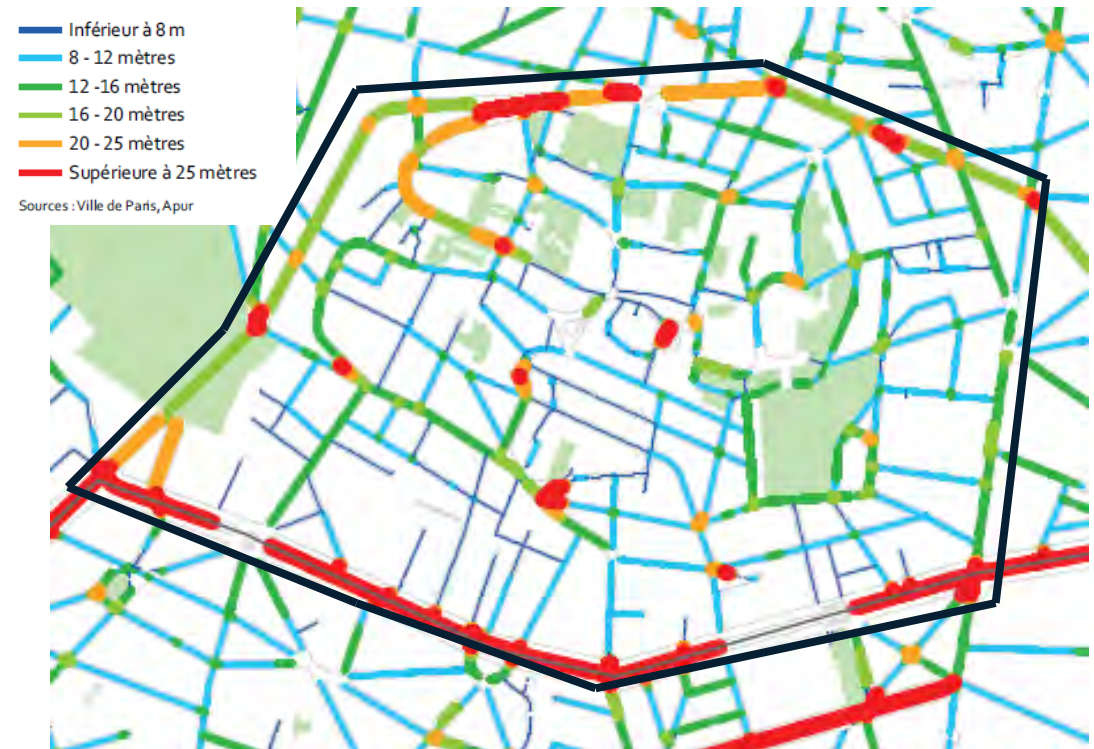 Inférieur à 8 m
8 - 12 mètres
12 -16 mètres
16 - 20 mètres
20 - 25 mètres
Supérieure à 25 mètres
Sources : Ville de Paris, Apur